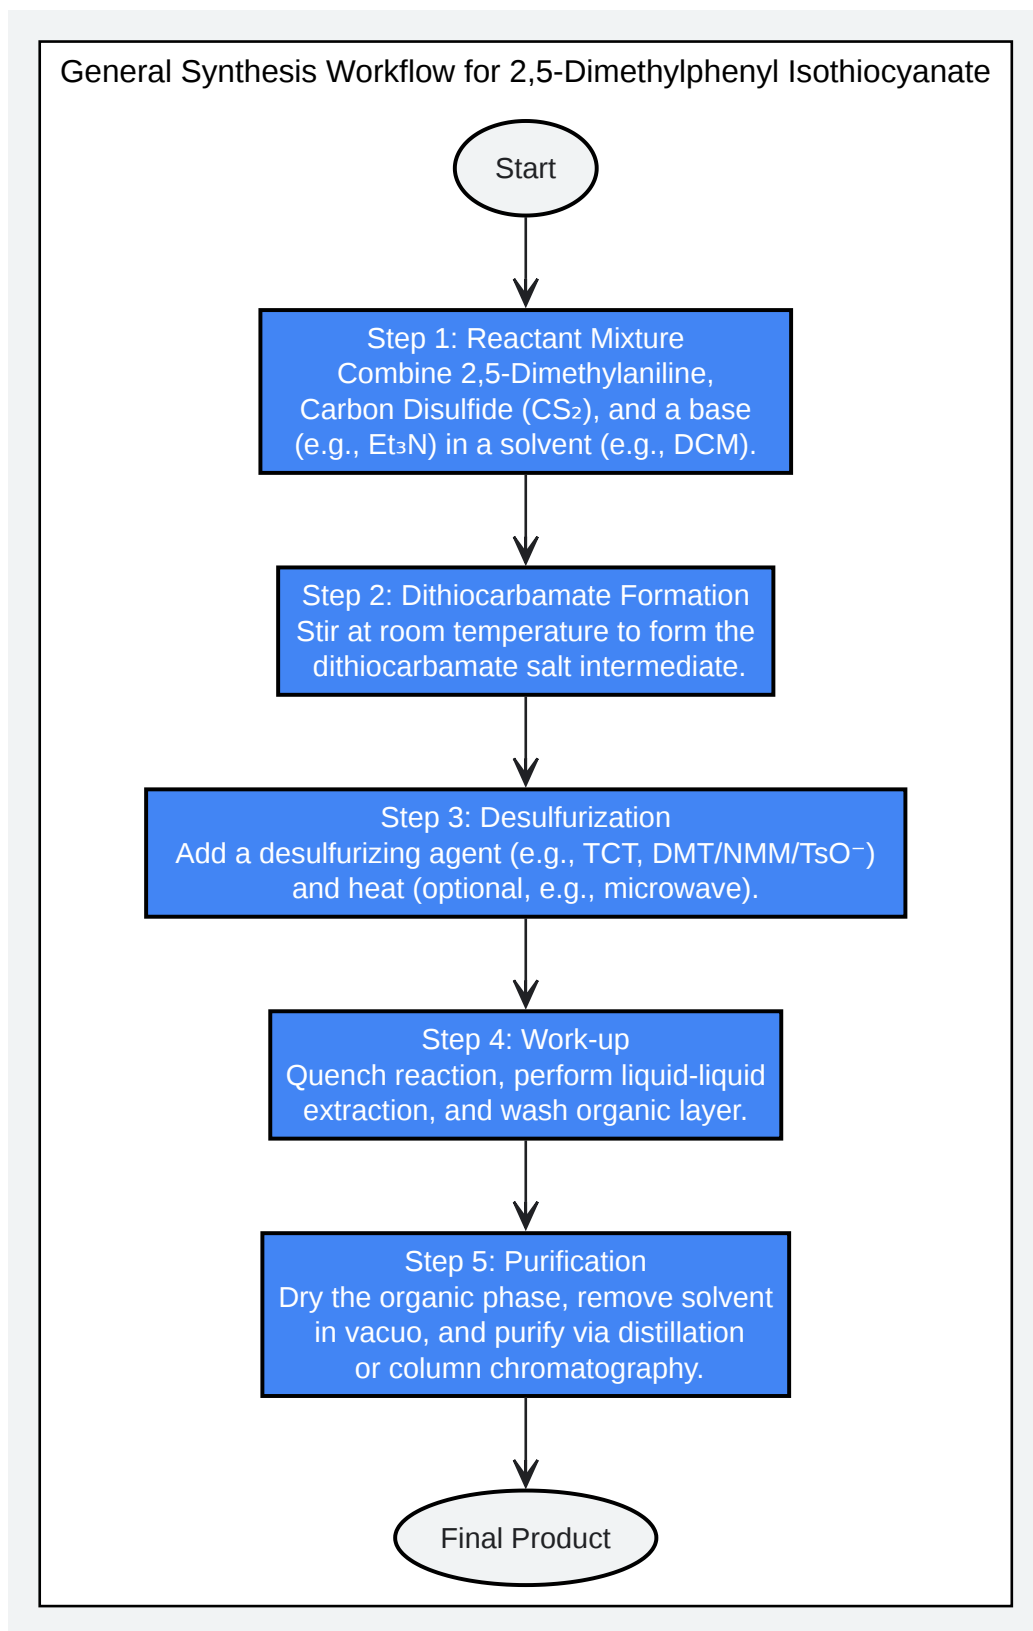 General Synthesis Workflow for 2,5-Dimethylphenyl Isothiocyanate
Start
Step 1: Reactant Mixture
Combine 2,5-Dimethylaniline,
Carbon Disulfide (CS₂), and a base
(e.g., Et₃N) in a solvent (e.g., DCM).
Step 2: Dithiocarbamate Formation
Stir at room temperature to form the
dithiocarbamate salt intermediate.
Step 3: Desulfurization
Add a desulfurizing agent (e.g., TCT, DMT/NMM/TsO⁻)
and heat (optional, e.g., microwave).
Step 4: Work-up
Quench reaction, perform liquid-liquid
extraction, and wash organic layer.
Step 5: Purification
Dry the organic phase, remove solvent
in vacuo, and purify via distillation
or column chromatography.
Final Product